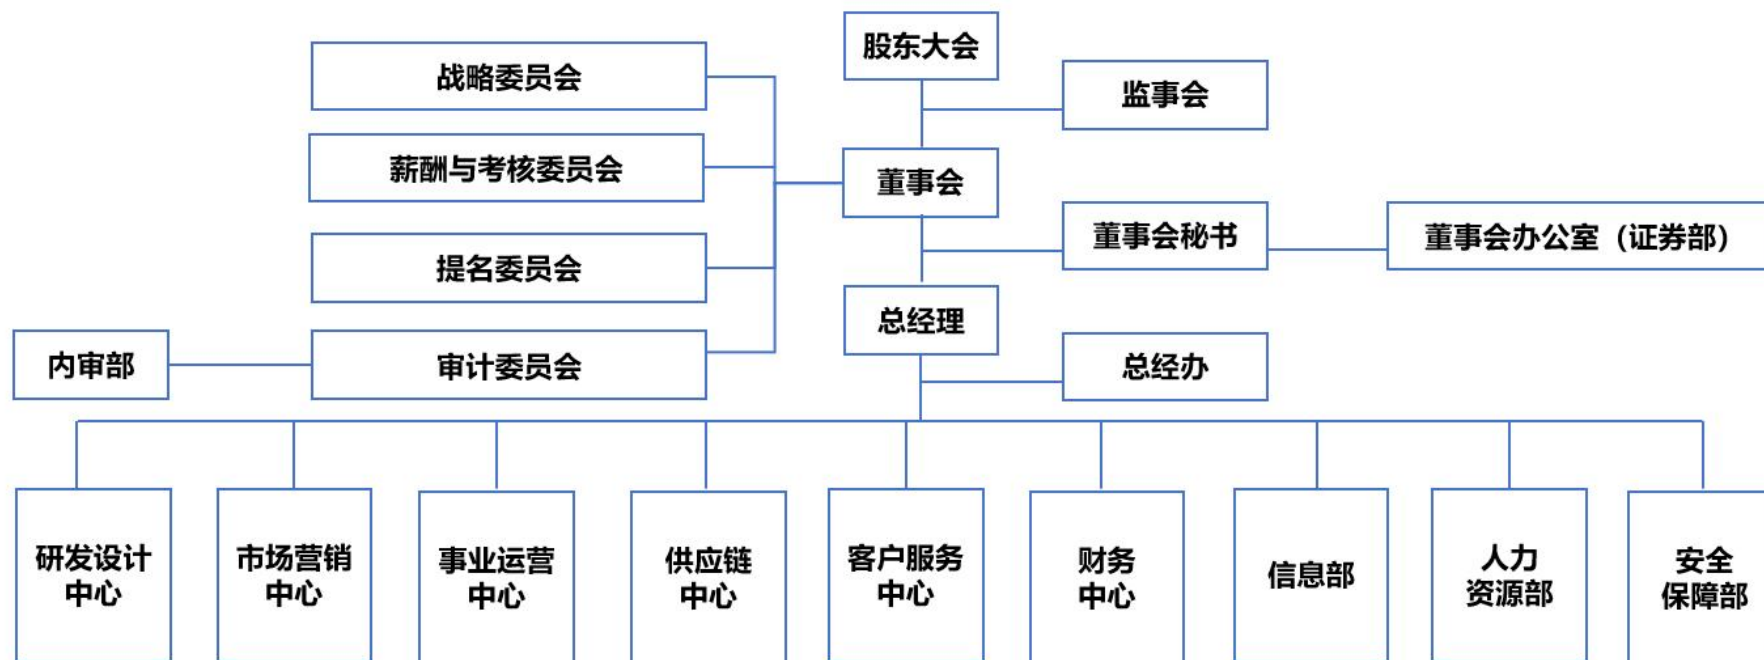 股东大会
战略委员会
监事会
薪酬与考核委员会
董事会
董事会秘书
董事会办公室（证券部）
提名委员会
总经理
内审部
审计委员会
总经办
研发设计
中心
市场营销
中心
事业运营
中心
供应链
中心
客户服务
中心
财务
中心
信息部
人力
资源部
安全
保障部